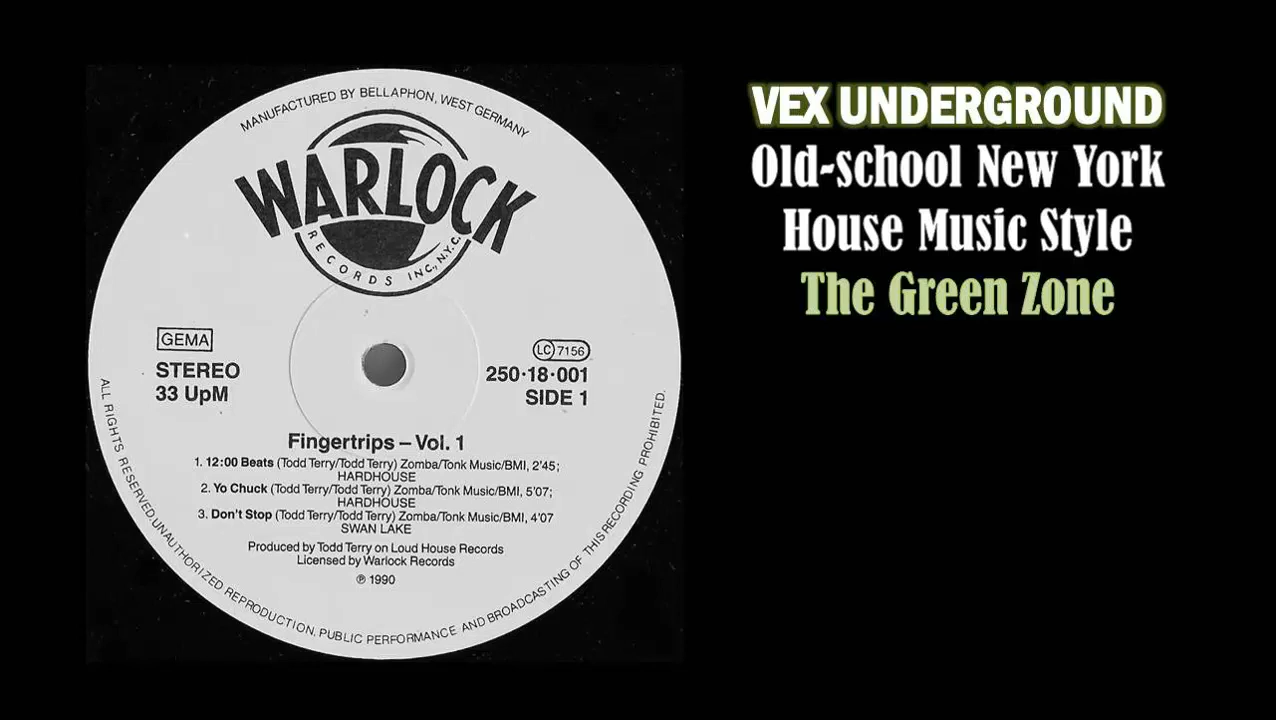 MANUFACTURED BY BELLAPHON, WEST GERMANY
WARLOCK
RECORDS INC., N.Y.C.
GEMA
STEREO
33 UpM
LC 7156
250·18·001
SIDE 1
Fingertrips – Vol. 1
1. 12:00 Beats (Todd Terry/Todd Terry) Zomba/Tonk Music/BMI, 2'45;
HARDHOUSE
2. Yo Chuck (Todd Terry/Todd Terry) Zomba/Tonk Music/BMI, 5'07;
HARDHOUSE
3. Don't Stop (Todd Terry/Todd Terry) Zomba/Tonk Music/BMI, 4'07
SWAN LAKE
Produced by Todd Terry on Loud House Records
Licensed by Warlock Records
℗ 1990
ALL RIGHTS RESERVED. UNAUTHORIZED REPRODUCTION. PUBLIC PERFORMANCE AND BROADCASTING OF THIS RECORDING PROHIBITED.
VEX UNDERGROUND
Old-school New York
House Music Style
The Green Zone